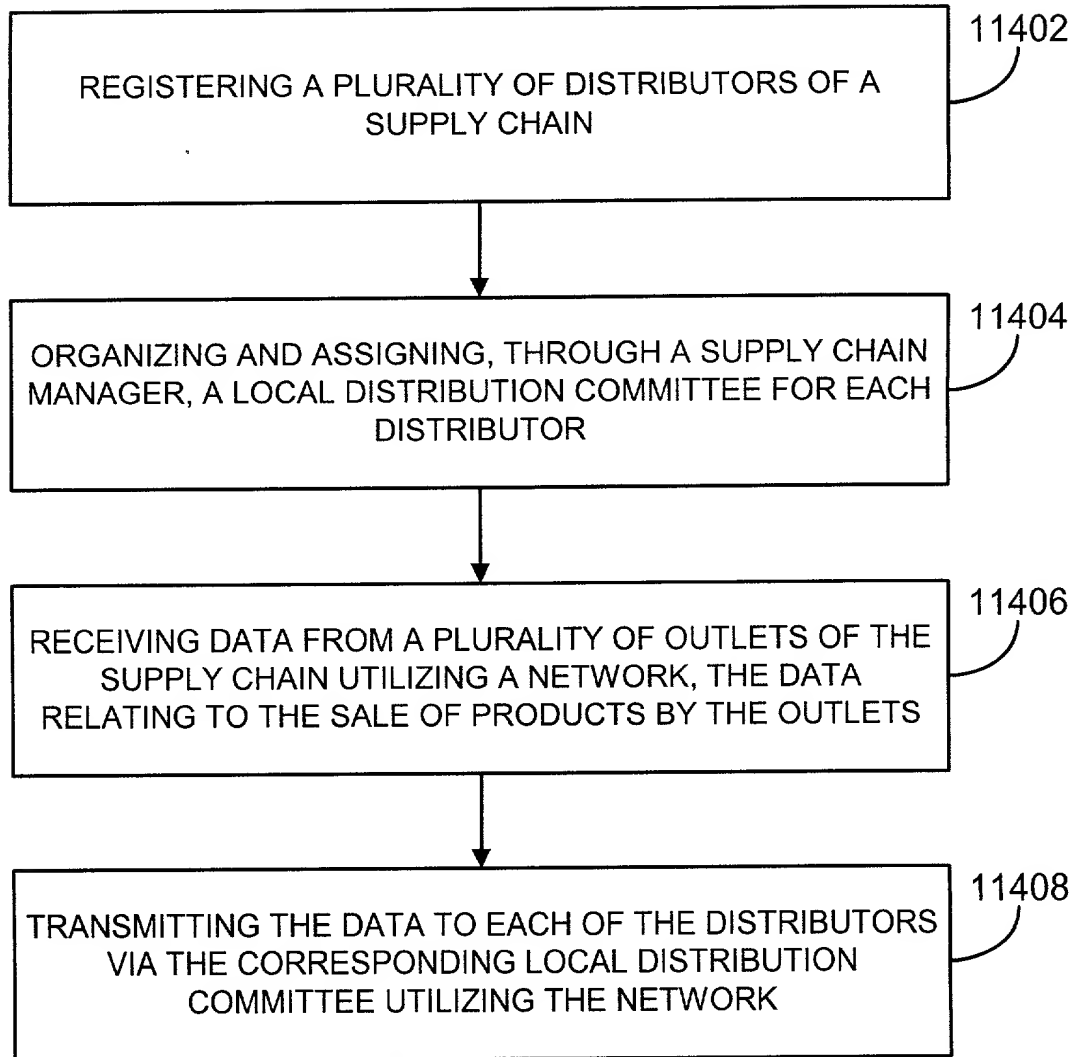 11402
REGISTERING A PLURALITY OF DISTRIBUTORS OF A
SUPPLY CHAIN
11404
ORGANIZING AND ASSIGNING, THROUGH A SUPPLY CHAIN
MANAGER, A LOCAL DISTRIBUTION COMMITTEE FOR EACH
DISTRIBUTOR
11406
RECEIVING DATA FROM A PLURALITY OF OUTLETS OF THE
SUPPLY CHAIN UTILIZING A NETWORK, THE DATA
RELATING TO THE SALE OF PRODUCTS BY THE OUTLETS
11408
TRANSMITTING THE DATA TO EACH OF THE DISTRIBUTORS
VIA THE CORRESPONDING LOCAL DISTRIBUTION
COMMITTEE UTILIZING THE NETWORK